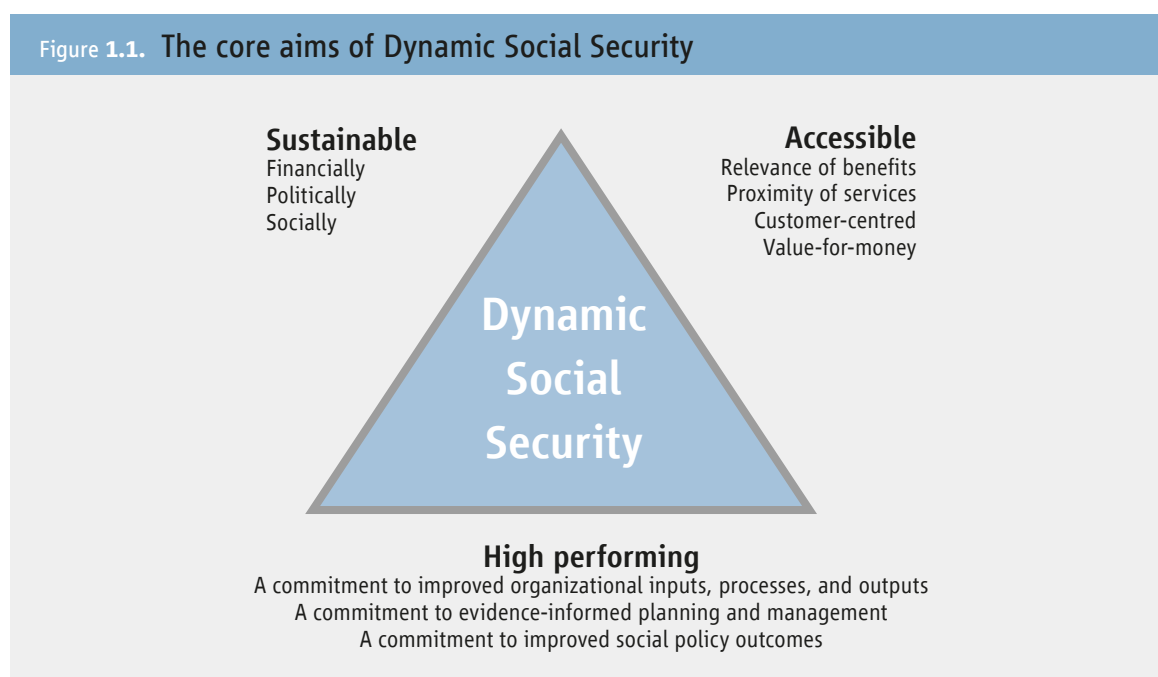 Figure 1.1. The core aims of Dynamic Social Security
Sustainable
Financially
Politically
Socially
Accessible
Relevance of benefits
Proximity of services
Customer-centred
Value-for-money
Dynamic
Social
Security
High performing
A commitment to improved organizational inputs, processes, and outputs
A commitment to evidence-informed planning and management
A commitment to improved social policy outcomes